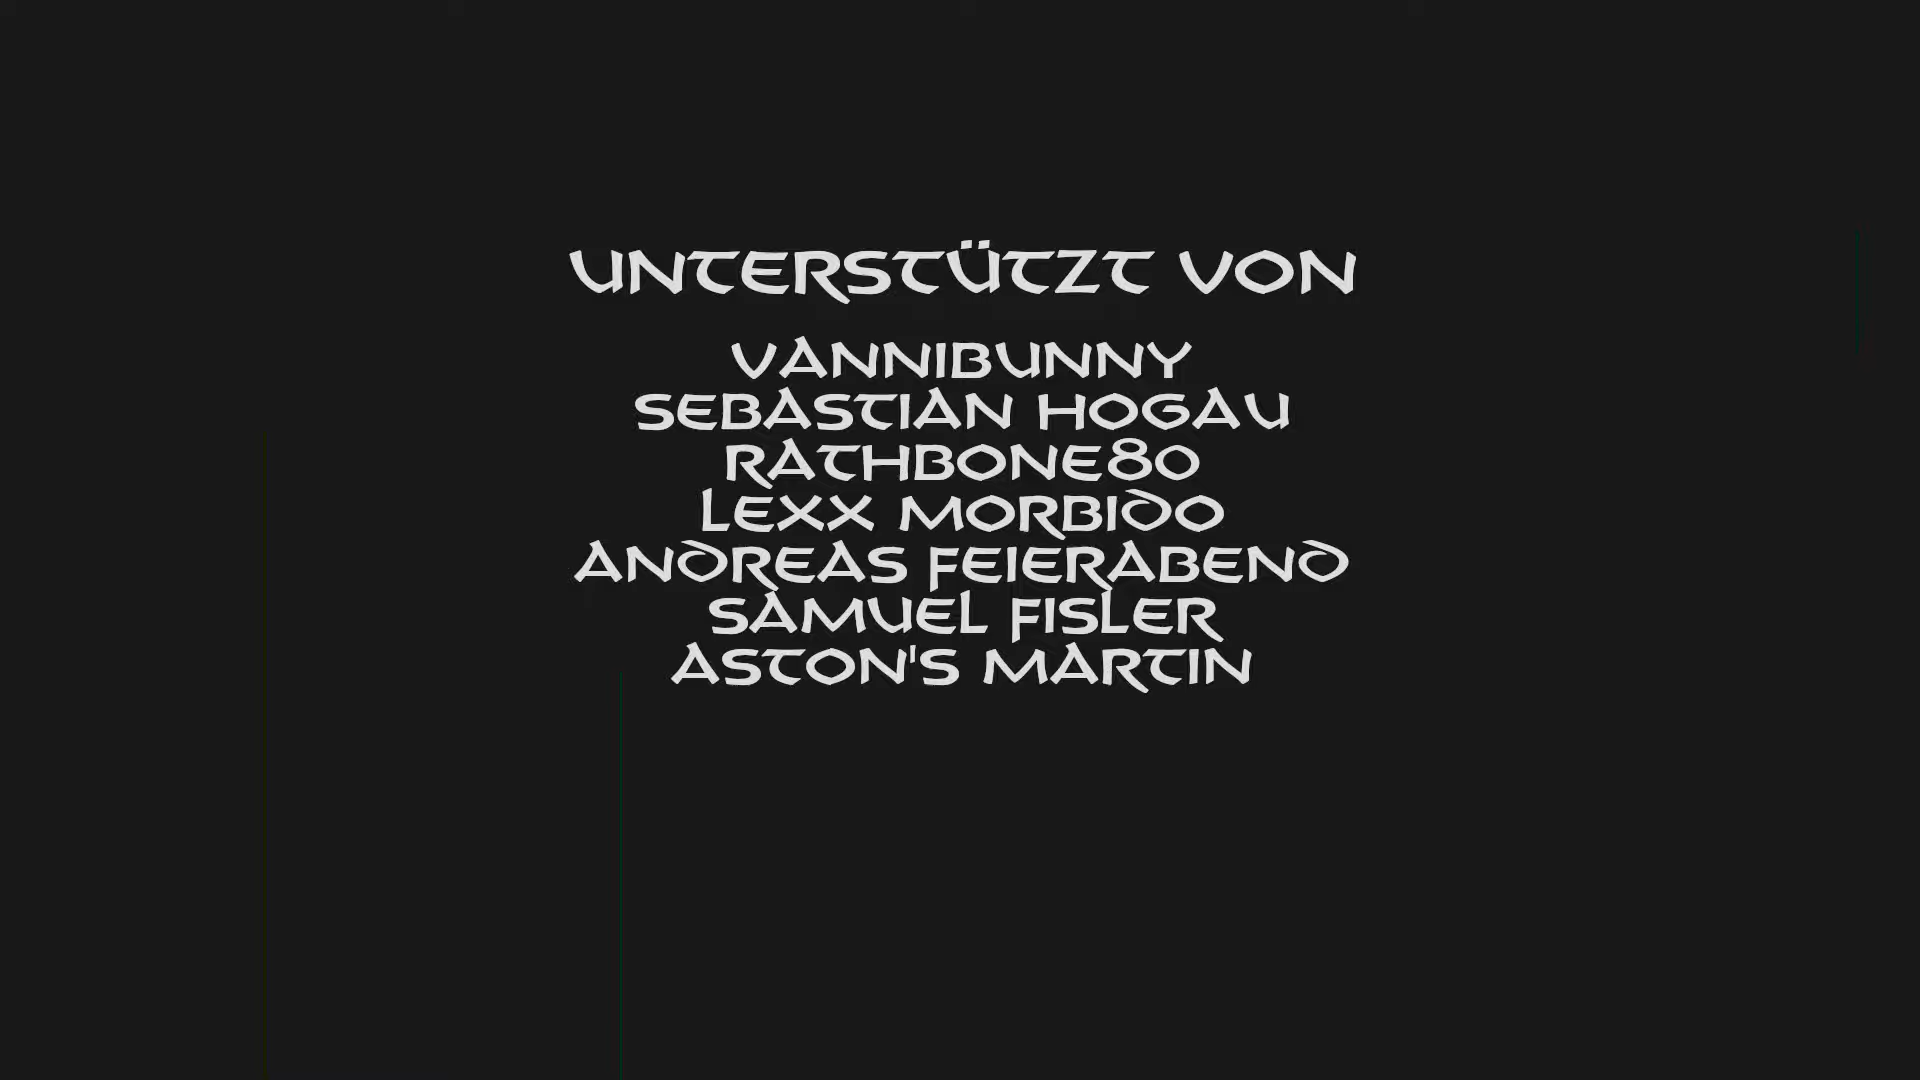 UNTERSTÜTZT VON
VANNIBUNNY
SEBASTIAN HOGAU
RATHBONE80
LEXX MORBIDO
ANDREAS FEIERABEND
SAMUEL FISLER
ASTON'S MARTIN